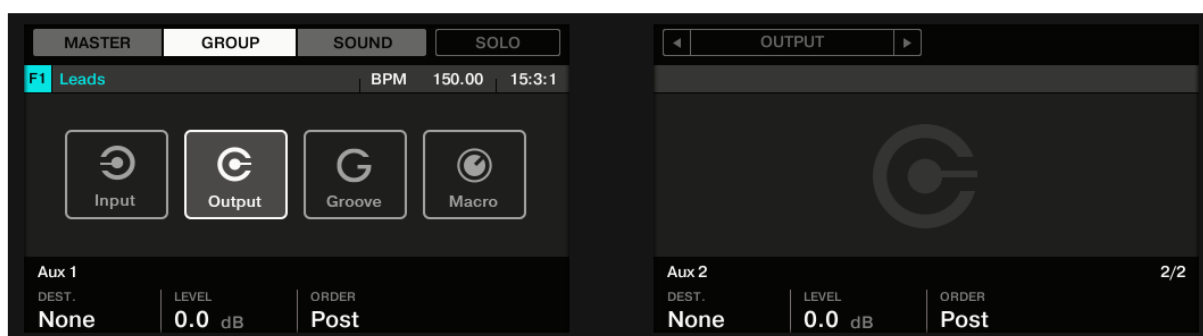 MASTER GROUP SOUND SOLO
F1 Leads BPM 150.00 15:3:1
Input Output Groove Macro
Aux 1
DEST. LEVEL ORDER
None 0.0 dB Post
OUTPUT
Aux 2 2/2
DEST. LEVEL ORDER
None 0.0 dB Post